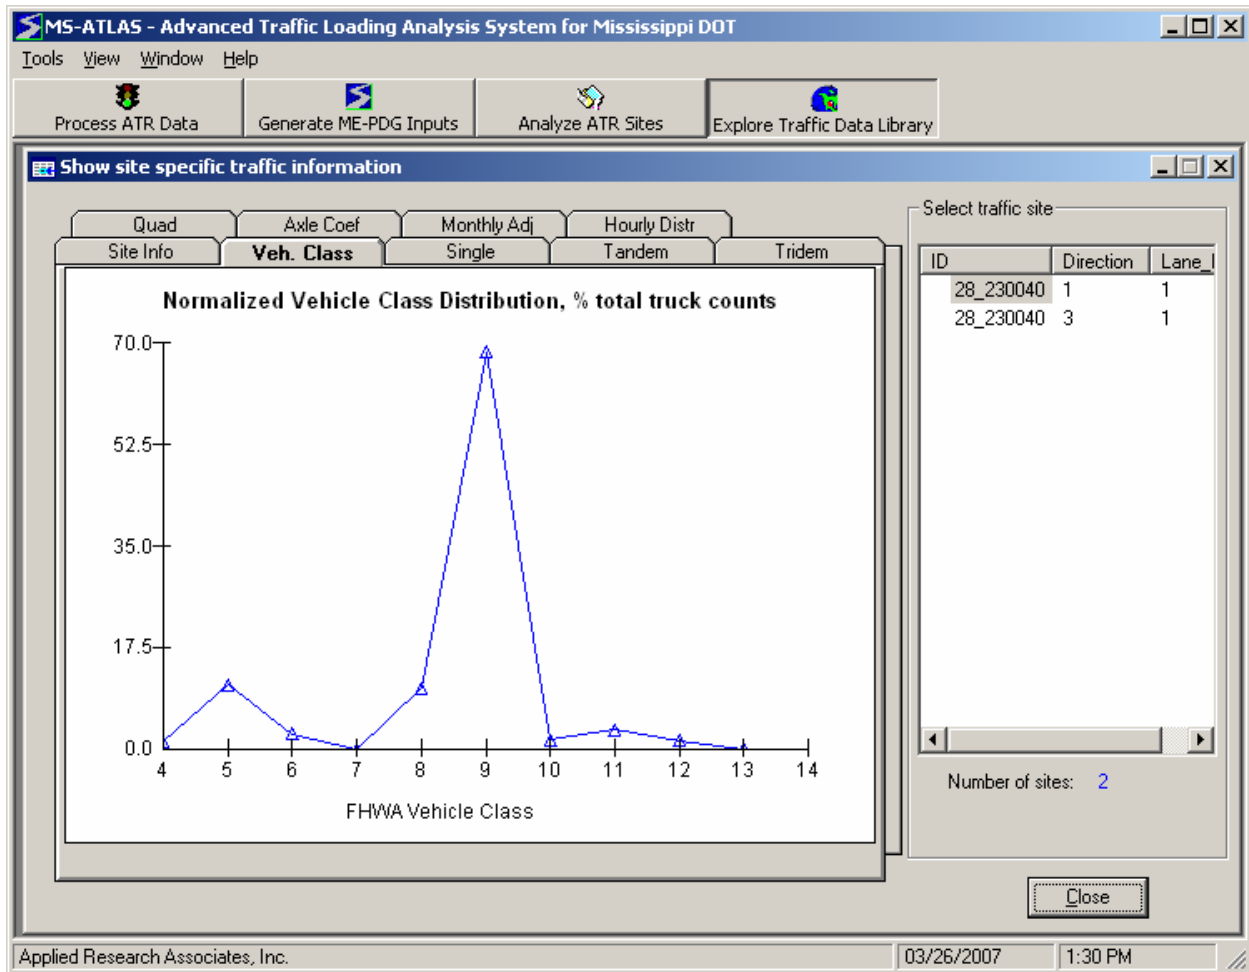 MS-ATLAS - Advanced Traffic Loading Analysis System for Mississippi DOT
Tools View Window Help
Process ATR Data Generate ME-PDG Inputs Analyze ATR Sites Explore Traffic Data Library
Show site specific traffic information
Quad Axle Coef Monthly Adj Hourly Distr
Site Info Veh. Class Single Tandem Tridem
Normalized Vehicle Class Distribution, % total truck counts
70.0
52.5
35.0
17.5
0.0
4 5 6 7 8 9 10 11 12 13 14
FHWA Vehicle Class
Select traffic site
ID Direction Lane_
28_230040 1 1
28_230040 3 1
Number of sites: 2
Close
Applied Research Associates, Inc. 03/26/2007 1:30 PM